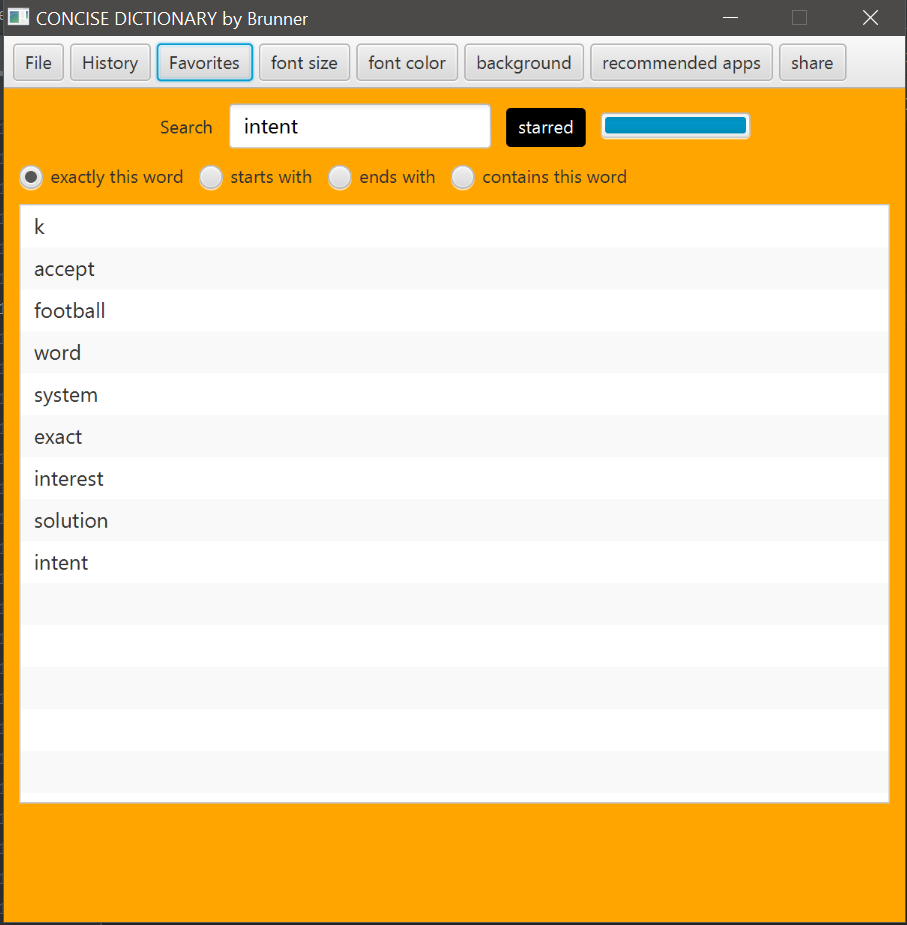 CONCISE DICTIONARY by Brunner
File History Favorites font size font color background recommended apps share
Search intent starred
exactly this word starts with ends with contains this word
k
accept
football
word
system
exact
interest
solution
intent